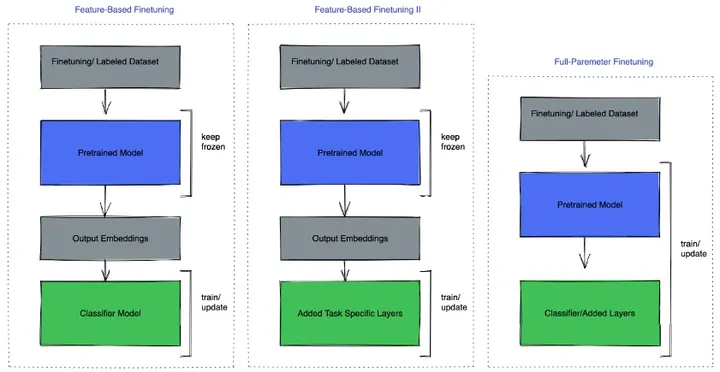 Feature-Based Finetuning
Finetuning/ Labeled Dataset
Pretrained Model
keep
frozen
Output Embeddings
Classifier Model
train/
update
Feature-Based Finetuning II
Finetuning/ Labeled Dataset
Pretrained Model
keep
frozen
Output Embeddings
Added Task Specific Layers
train/
update
Full-Paremeter Finetuning
Finetuning/ Labeled Dataset
Pretrained Model
train/
update
Classifier/Added Layers